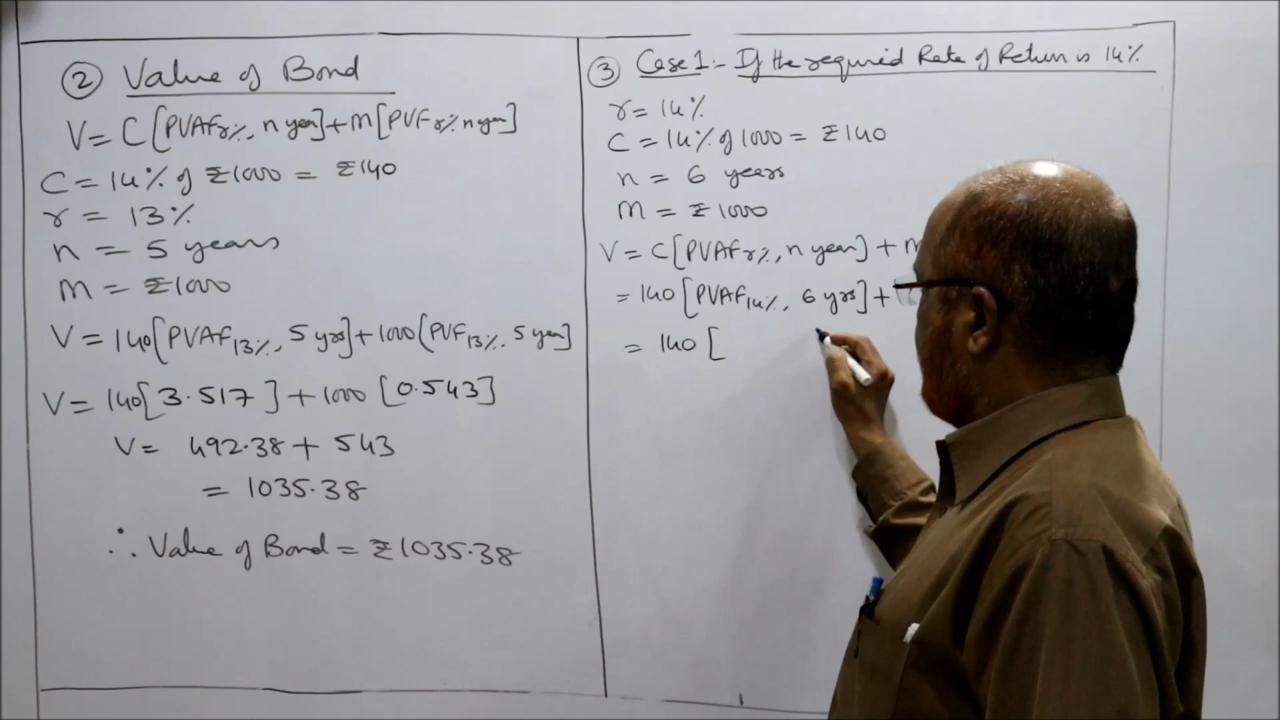 ② Value of Bond
V = C [PVAF r%, n year] + M [PVF r% n year]
C = 14% of ₹1000 = ₹140
r = 13%
n = 5 years
M = ₹1000
V = 140 [PVAF 13%, 5 yrs] + 1000 [PVF 13%, 5 year]
V = 140 [3.517] + 1000 [0.543]
V = 492.38 + 543
= 1035.38
∴ Value of Bond = ₹1035.38
③ Case 1:- If the required Rate of Return is 14%
r = 14%
C = 14% of 1000 = ₹140
n = 6 years
M = ₹1000
V = C [PVAF r%, n year] + M
= 140 [PVAF 14%, 6 yrs] +
= 140 [